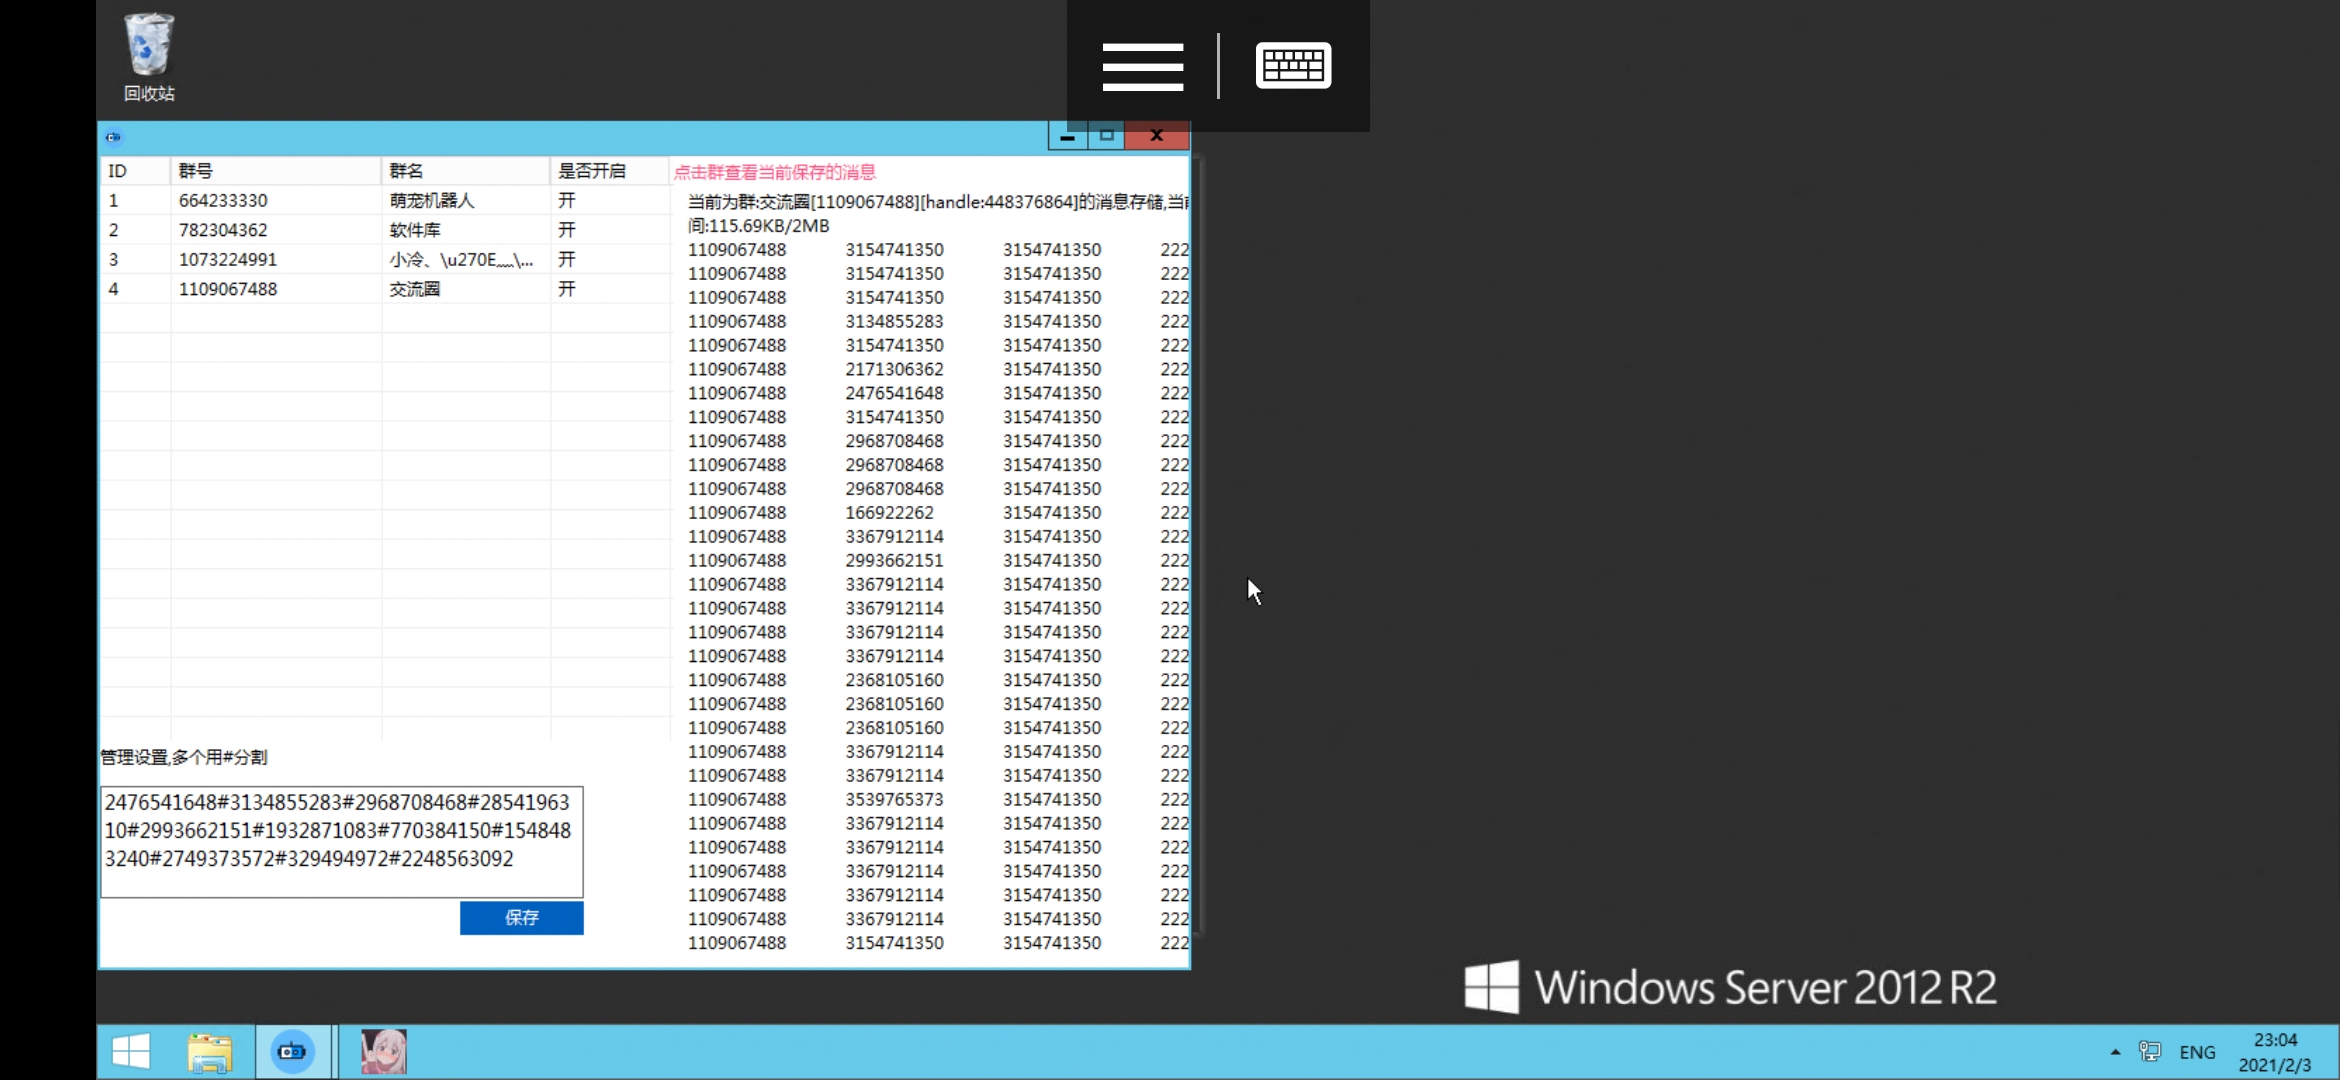 回收站
ID 群号 群名 是否开启
1 664233330 萌宠机器人 开
2 782304362 软件库 开
3 1073224991 小冷、\u270E﹏\... 开
4 1109067488 交流圈 开
管理设置,多个用#分割
2476541648#3134855283#2968708468#28541963
10#2993662151#1932871083#770384150#154848
3240#2749373572#329494972#2248563092
保存
点击群查看当前保存的消息
当前为群:交流圈[1109067488][handle:448376864]的消息存储,当
间:115.69KB/2MB
1109067488 3154741350 3154741350 222
1109067488 3154741350 3154741350 222
1109067488 3154741350 3154741350 222
1109067488 3134855283 3154741350 222
1109067488 3154741350 3154741350 222
1109067488 2171306362 3154741350 222
1109067488 2476541648 3154741350 222
1109067488 3154741350 3154741350 222
1109067488 2968708468 3154741350 222
1109067488 2968708468 3154741350 222
1109067488 2968708468 3154741350 222
1109067488 166922262 3154741350 222
1109067488 3367912114 3154741350 222
1109067488 2993662151 3154741350 222
1109067488 3367912114 3154741350 222
1109067488 3367912114 3154741350 222
1109067488 3367912114 3154741350 222
1109067488 3367912114 3154741350 222
1109067488 2368105160 3154741350 222
1109067488 2368105160 3154741350 222
1109067488 2368105160 3154741350 222
1109067488 3367912114 3154741350 222
1109067488 3367912114 3154741350 222
1109067488 3539765373 3154741350 222
1109067488 3367912114 3154741350 222
1109067488 3367912114 3154741350 222
1109067488 3367912114 3154741350 222
1109067488 3367912114 3154741350 222
1109067488 3367912114 3154741350 222
1109067488 3154741350 3154741350 222
Windows Server 2012 R2
ENG
23:04
2021/2/3